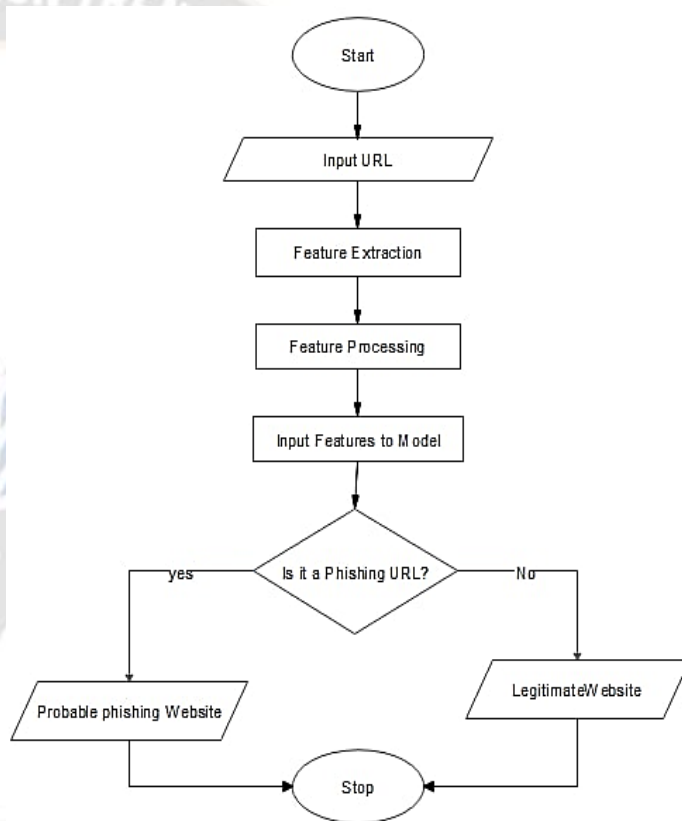 Start
Input URL
Feature Extraction
Feature Processing
Input Features to Model
Is it a Phishing URL?
yes
No
Probable phishing Website
LegitimateWebsite
Stop